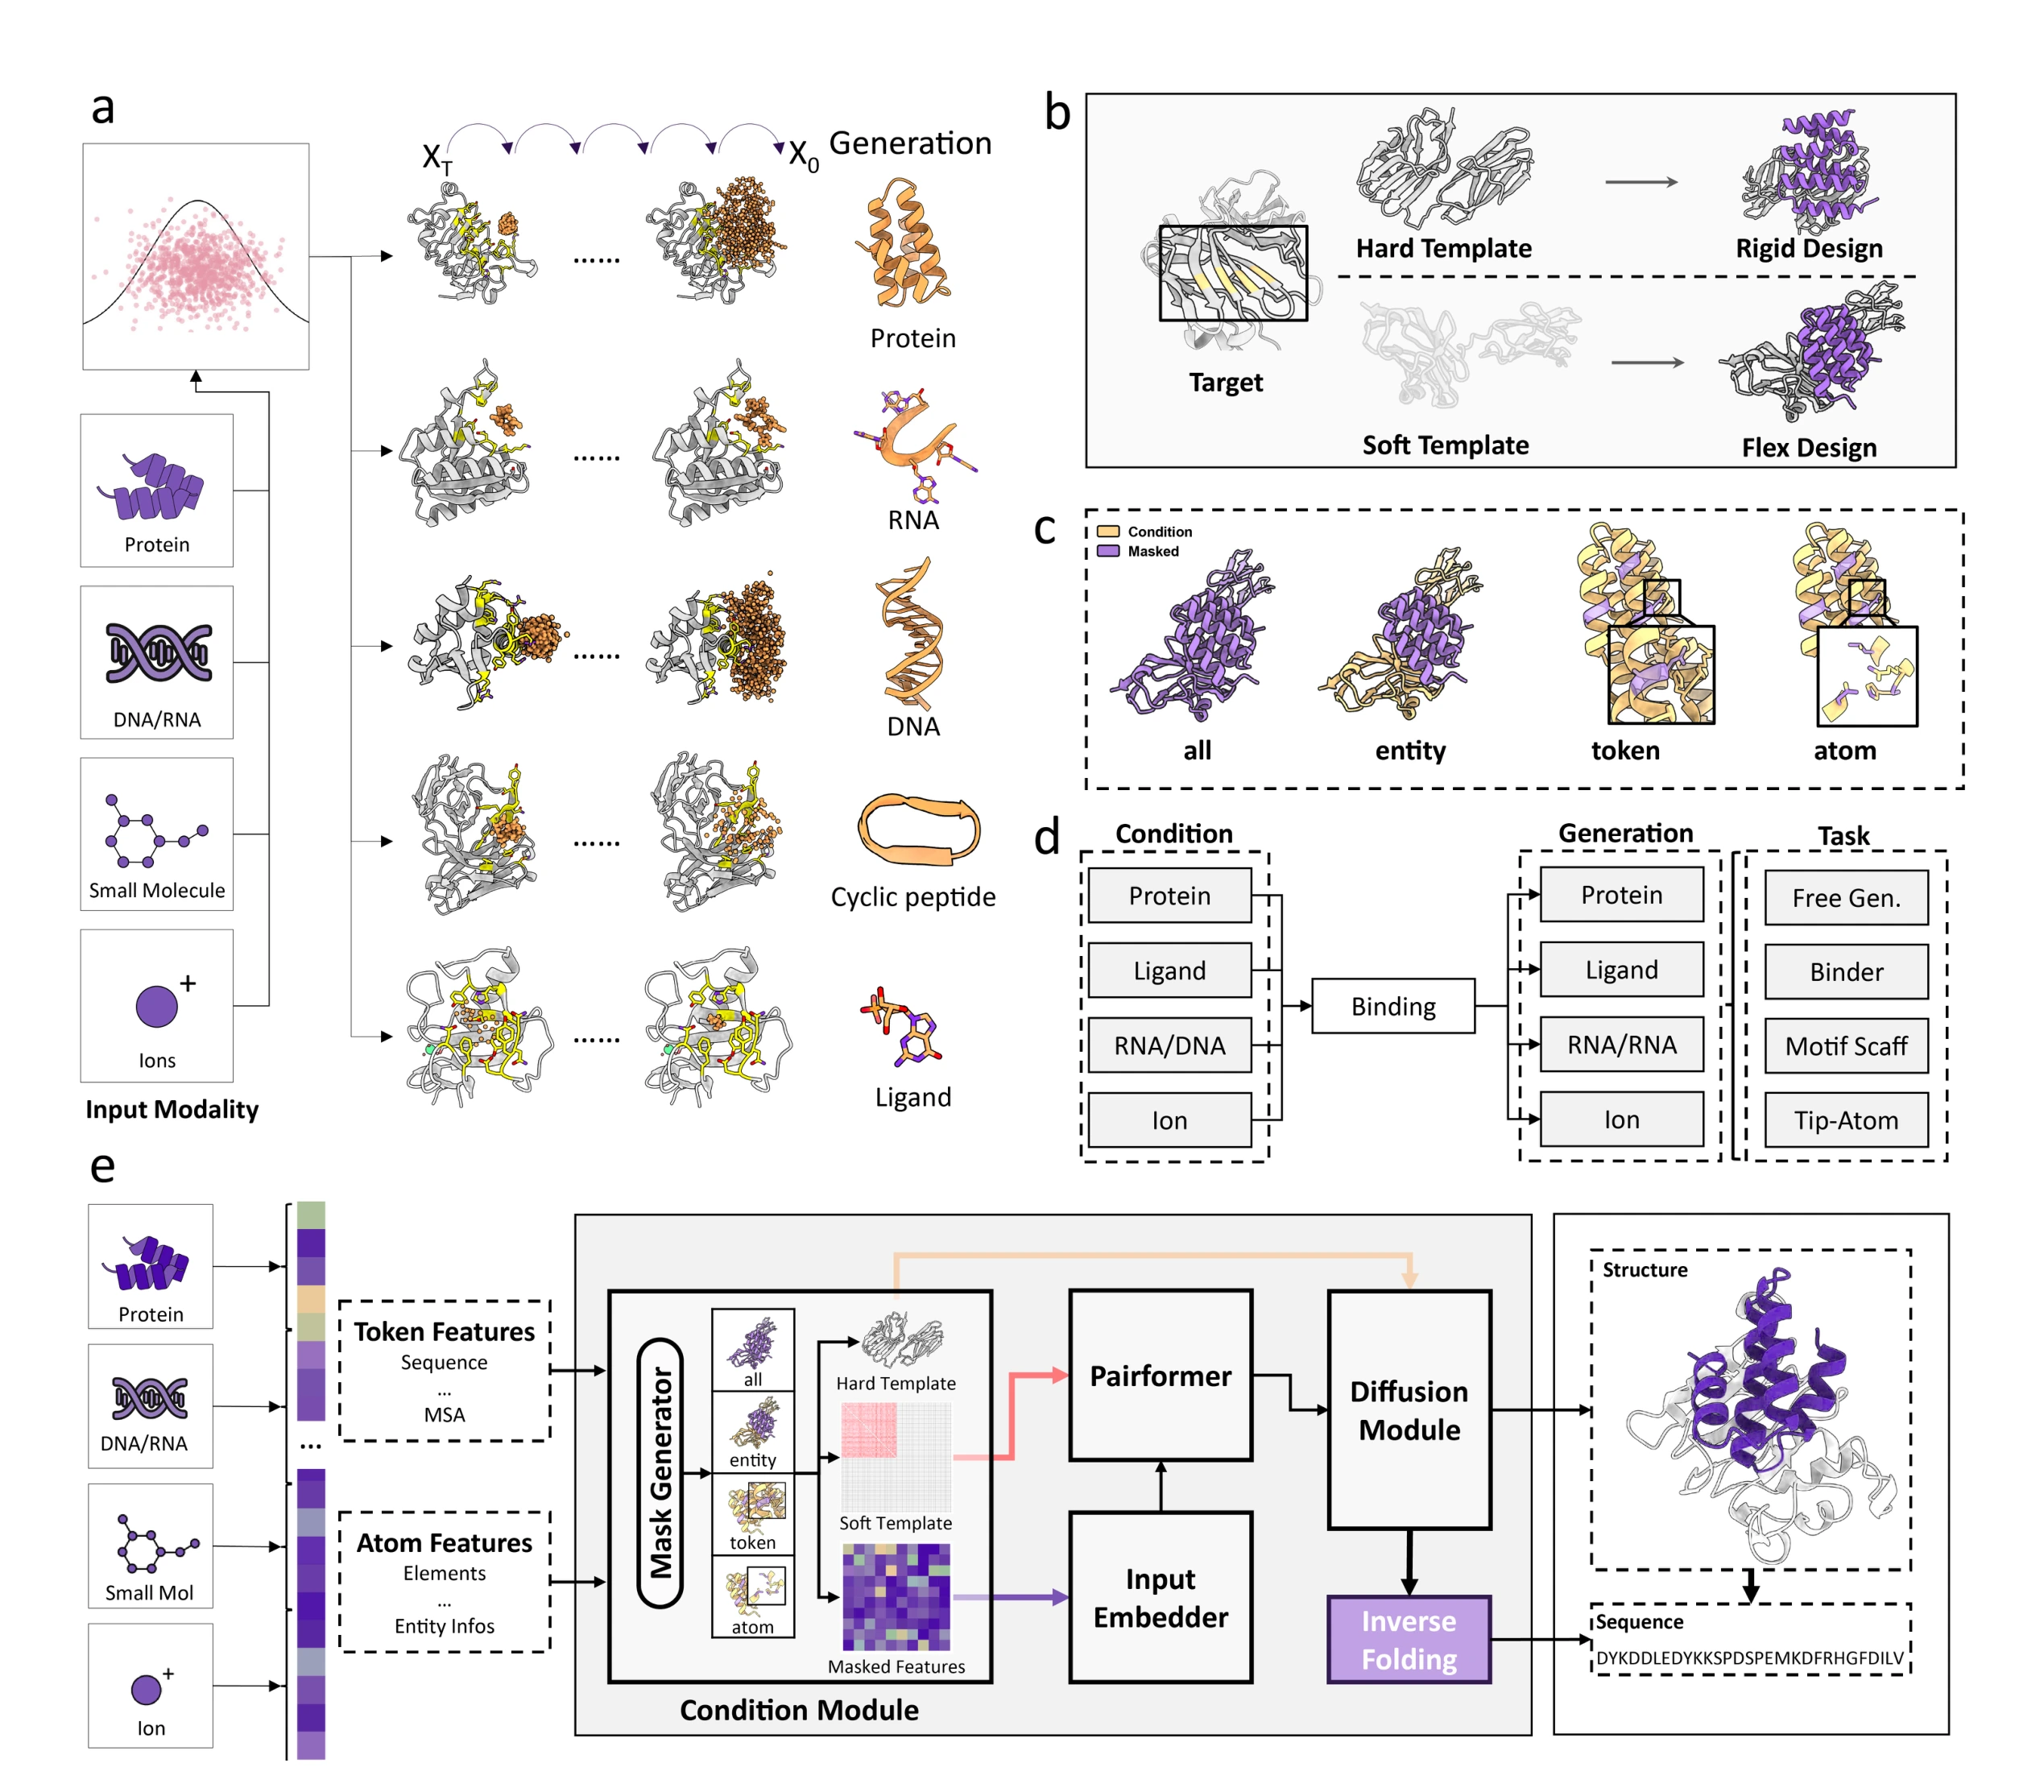 a
X_T
X_0
Generation
Protein
RNA
DNA
Cyclic peptide
Ligand
Protein
DNA/RNA
Small Molecule
+
Ions
Input Modality
......
......
......
......
......
b
Target
Hard Template
Rigid Design
Soft Template
Flex Design
c
Condition
Masked
all
entity
token
atom
d
Condition
Protein
Ligand
RNA/DNA
Ion
Binding
Generation
Protein
Ligand
RNA/RNA
Ion
Task
Free Gen.
Binder
Motif Scaff
Tip-Atom
e
Protein
DNA/RNA
Small Mol
+
Ion
...
Token Features
Sequence
...
MSA
Atom Features
Elements
...
Entity Infos
Mask Generator
all
entity
token
atom
Hard Template
Soft Template
Masked Features
Condition Module
Pairformer
Input
Embedder
Diffusion
Module
Inverse
Folding
Structure
Sequence
DYKDDLEDYKKSPDSPEMKDFRHGFDILV